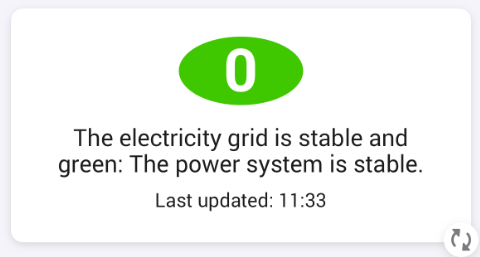 0
The electricity grid is stable and
green: The power system is stable.
Last updated: 11:33